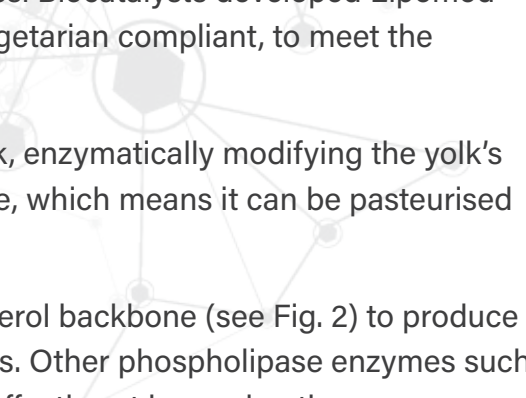 Biocatalysts developed
getarian compliant, to meet the
k, enzymatically modifying the yolk's
e, which means it can be pasteurised
erol backbone (see Fig. 2) to produce
s. Other phospholipase enzymes such